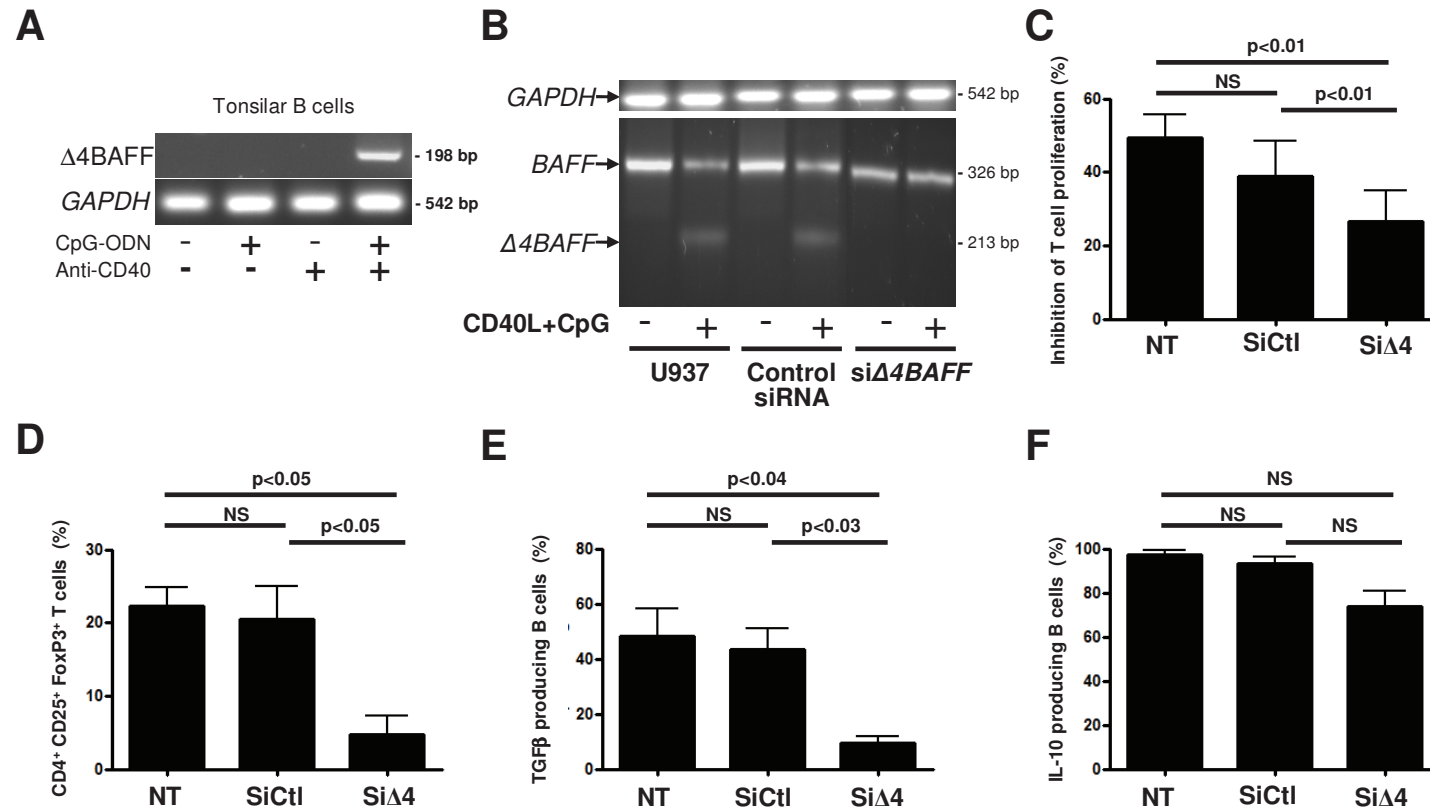 A
Tonsilar B cells
Δ4BAFF
- 198 bp
GAPDH
- 542 bp
CpG-ODN - + - +
Anti-CD40 - - + +
B
GAPDH
- 542 bp
BAFF
- 326 bp
Δ4BAFF
- 213 bp
CD40L+CpG - + - + - +
U937
Control
siRNA
siΔ4BAFF
C
p<0.01
NS
p<0.01
Inhibition of T cell proliferation (%)
60
40
20
0
NT
SiCtl
SiΔ4
D
p<0.05
NS
p<0.05
CD4⁺ CD25⁺ FoxP3⁺ T cells (%)
30
20
10
0
NT
SiCtl
SiΔ4
E
p<0.04
NS
p<0.03
TGFβ producing B cells (%)
80
60
40
20
0
NT
SiCtl
SiΔ4
F
NS
NS
NS
IL-10 producing B cells (%)
100
80
60
40
20
0
NT
SiCtl
SiΔ4